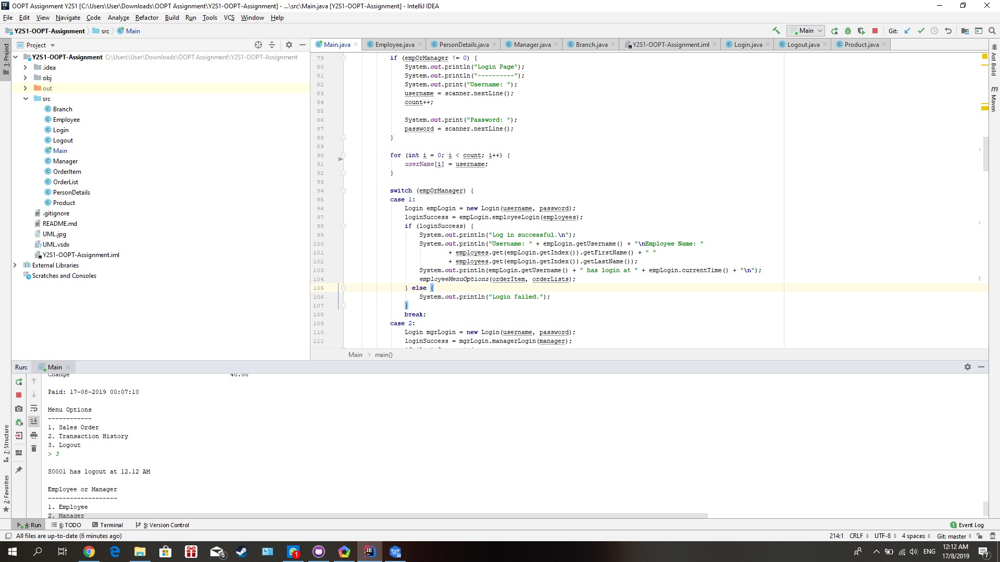 OOPT Assignment Y2S1 [C:\Users\User\Downloads\OOPT Assignment\Y2S1-OOPT-Assignment] - ...\src\Main.java [Y2S1-OOPT-Assignment] - IntelliJ IDEA
File Edit View Navigate Code Analyze Refactor Build Run Tools VCS Window Help
Y2S1-OOPT-Assignment src Main
Main Git:
Project
Main.java Employee.java PersonDetails.java Manager.java Branch.java Y2S1-OOPT-Assignment.iml Login.java Logout.java Product.java
1: Project
Y2S1-OOPT-Assignment C:\Users\User\Downloads\OOPT Assignment\Y2S1-OOPT-Assignment
.idea
obj
out
src
Branch
Employee
Login
Logout
Main
Manager
OrderItem
OrderList
PersonDetails
Product
.gitignore
README.md
UML.jpg
UML.vsdx
Y2S1-OOPT-Assignment.iml
External Libraries
Scratches and Consoles
79 if (empOrManager != 0) {
80 System.out.println("Login Page");
81 System.out.println("----------");
82 System.out.print("Username: ");
83 username = scanner.nextLine();
84 count++;
85
86 System.out.print("Password: ");
87 password = scanner.nextLine();
88 }
89
90 for (int i = 0; i < count; i++) {
91 userName[i] = username;
92 }
93
94 switch (empOrManager) {
95 case 1:
96 Login empLogin = new Login(username, password);
97 loginSuccess = empLogin.employeeLogin(employees);
98 if (loginSuccess) {
99 System.out.println("Log in successful.\n");
100 System.out.println("Username: " + empLogin.getUsername() + "\nEmployee Name: "
101 + employees.get(empLogin.getIndex()).getFirstName() + " "
102 + employees.get(empLogin.getIndex()).getLastName());
103 System.out.println(empLogin.getUsername() + " has login at " + empLogin.currentTime() + "\n");
104 employeeMenuOptions(orderItem, orderLists);
105 } else {
106 System.out.println("Login failed.");
107 }
108 break;
109 case 2:
110 Login mgrLogin = new Login(username, password);
111 loginSuccess = mgrLogin.managerLogin(manager);
Main main()
Ant Build
Maven
Run: Main
Change 40.00
Paid: 17-08-2019 00:07:10
Menu Options
------------
1. Sales Order
2. Transaction History
3. Logout
> 3
S0001 has logout at 12.12 AM
Employee or Manager
-------------------
1. Employee
2. Manager
7: Structure
2: Favorites
4: Run 6: TODO Terminal 9: Version Control 1 Event Log
All files are up-to-date (6 minutes ago) 214:1 CRLF UTF-8 4 spaces Git: master
5 1 ENG 12:12 AM
17/8/2019 7